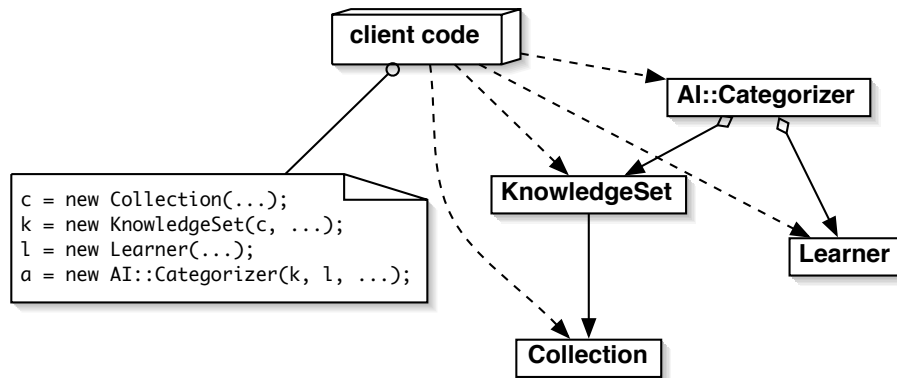 client code
AI::Categorizer
KnowledgeSet
c = new Collection(...);
k = new KnowledgeSet(c, ...);
l = new Learner(...);
a = new AI::Categorizer(k, l, ...);
Learner
Collection